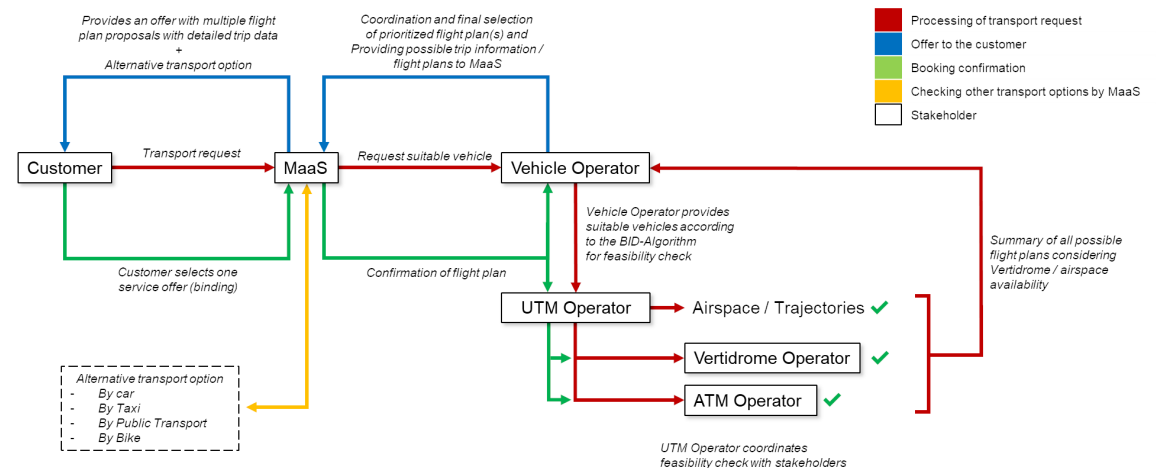 Provides an offer with multiple flight
plan proposals with detailed trip data
+
Alternative transport option
Coordination and final selection
of prioritized flight plan(s) and
Providing possible trip information /
flight plans to MaaS
Processing of transport request
Offer to the customer
Booking confirmation
Checking other transport options by MaaS
Stakeholder
Customer
Transport request
MaaS
Request suitable vehicle
Vehicle Operator
Vehicle Operator provides
suitable vehicles according
to the BID-Algorithm
for feasibility check
Summary of all possible
flight plans considering
Vertidrome / airspace
availability
Customer selects one
service offer (binding)
Confirmation of flight plan
UTM Operator
Airspace / Trajectories
Vertidrome Operator
ATM Operator
Alternative transport option
- By car
- By Taxi
- By Public Transport
- By Bike
UTM Operator coordinates
feasibility check with stakeholders